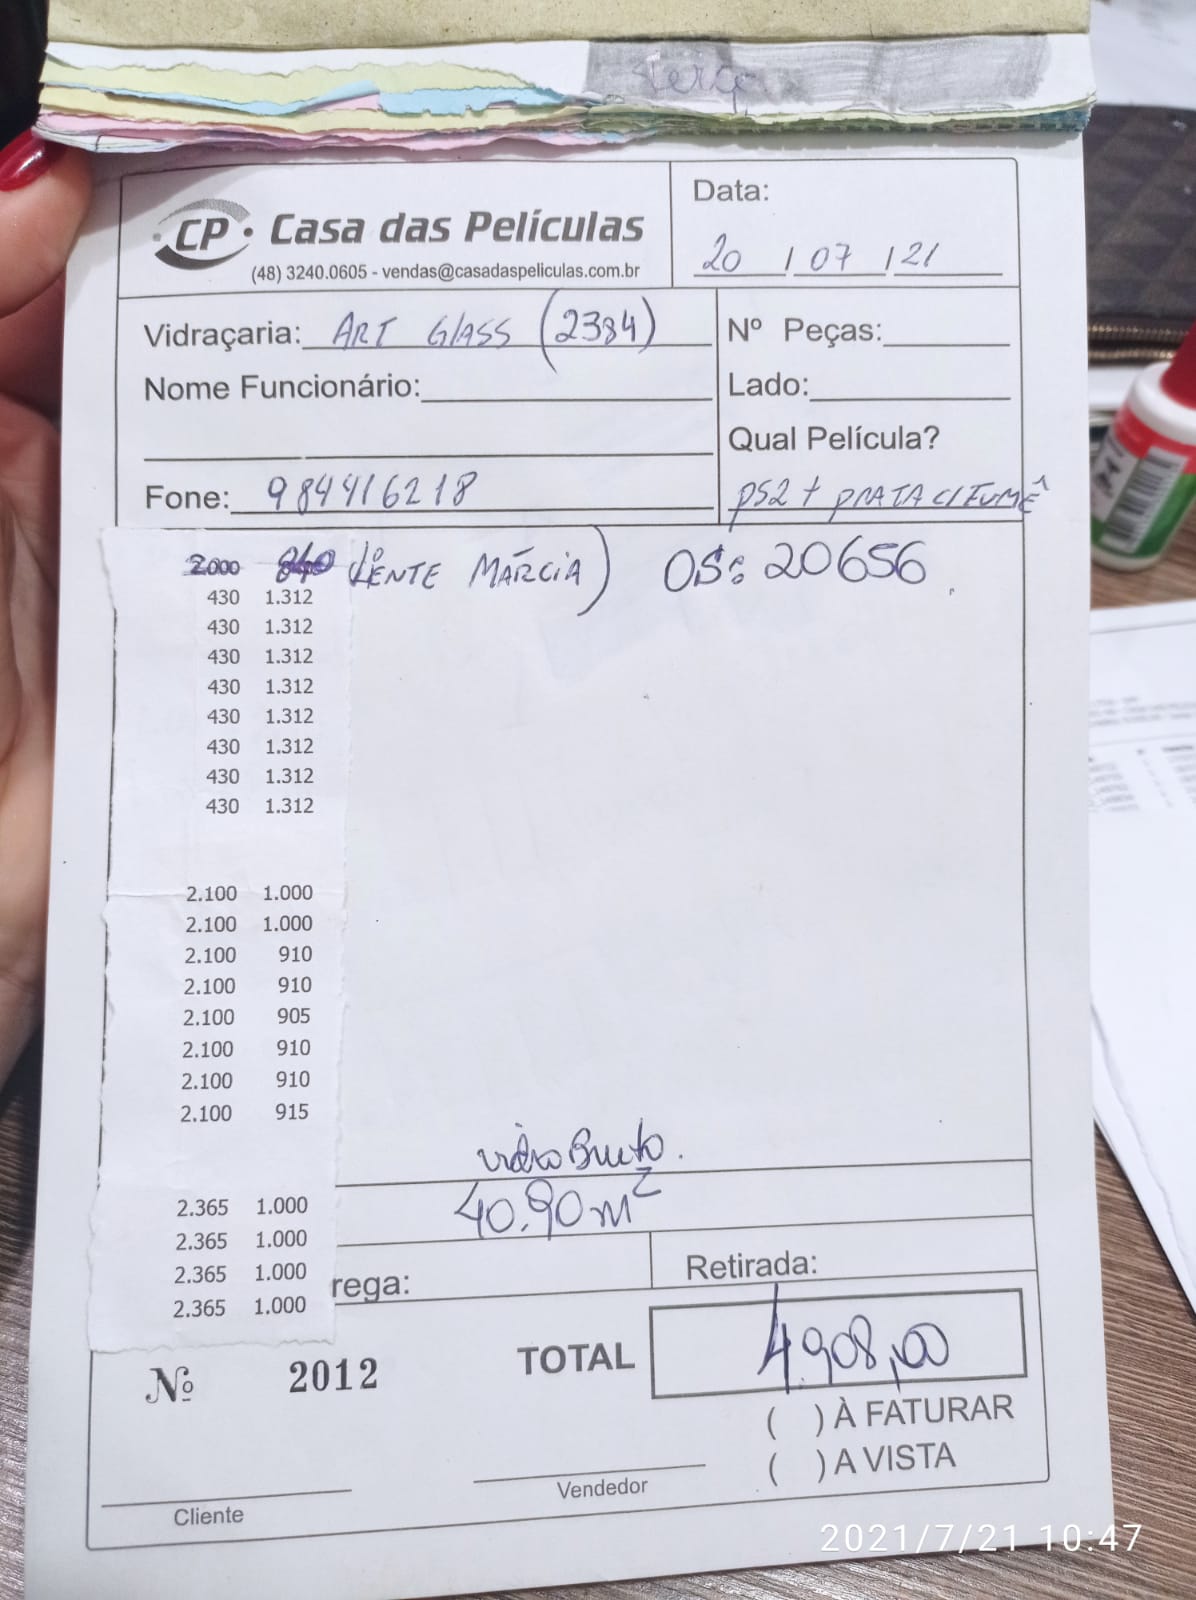 terça
CP Casa das Películas
(48) 3240.0605 - vendas@casadaspeliculas.com.br
Data:
20 / 07 / 21
Vidraçaria: ART GLASS (2384)
Nº Peças:
Nome Funcionário:
Lado:
Qual Película?
Fone: 984416218
PS2 + PRATA C/ FUMÊ
2.000 840 CLIENTE MÁRCIA) OS: 20656
430 1.312
430 1.312
430 1.312
430 1.312
430 1.312
430 1.312
430 1.312
430 1.312
2.100 1.000
2.100 1.000
2.100 910
2.100 910
2.100 905
2.100 910
2.100 910
2.100 915
vidro Bruto.
2.365 1.000
40.90 m²
2.365 1.000
2.365 1.000
2.365 1.000
rega:
Retirada:
Nº 2012
TOTAL 4.908,00
( ) À FATURAR
( ) A VISTA
Cliente
Vendedor
2021/7/21 10:47